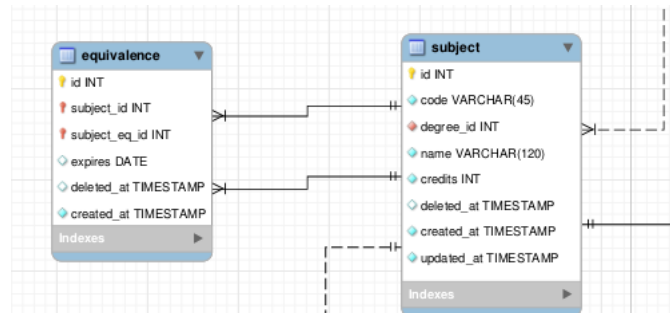 equivalence
id INT
subject_id INT
subject_eq_id INT
expires DATE
deleted_at TIMESTAMP
created_at TIMESTAMP
Indexes
subject
id INT
code VARCHAR(45)
degree_id INT
name VARCHAR(120)
credits INT
deleted_at TIMESTAMP
created_at TIMESTAMP
updated_at TIMESTAMP
Indexes